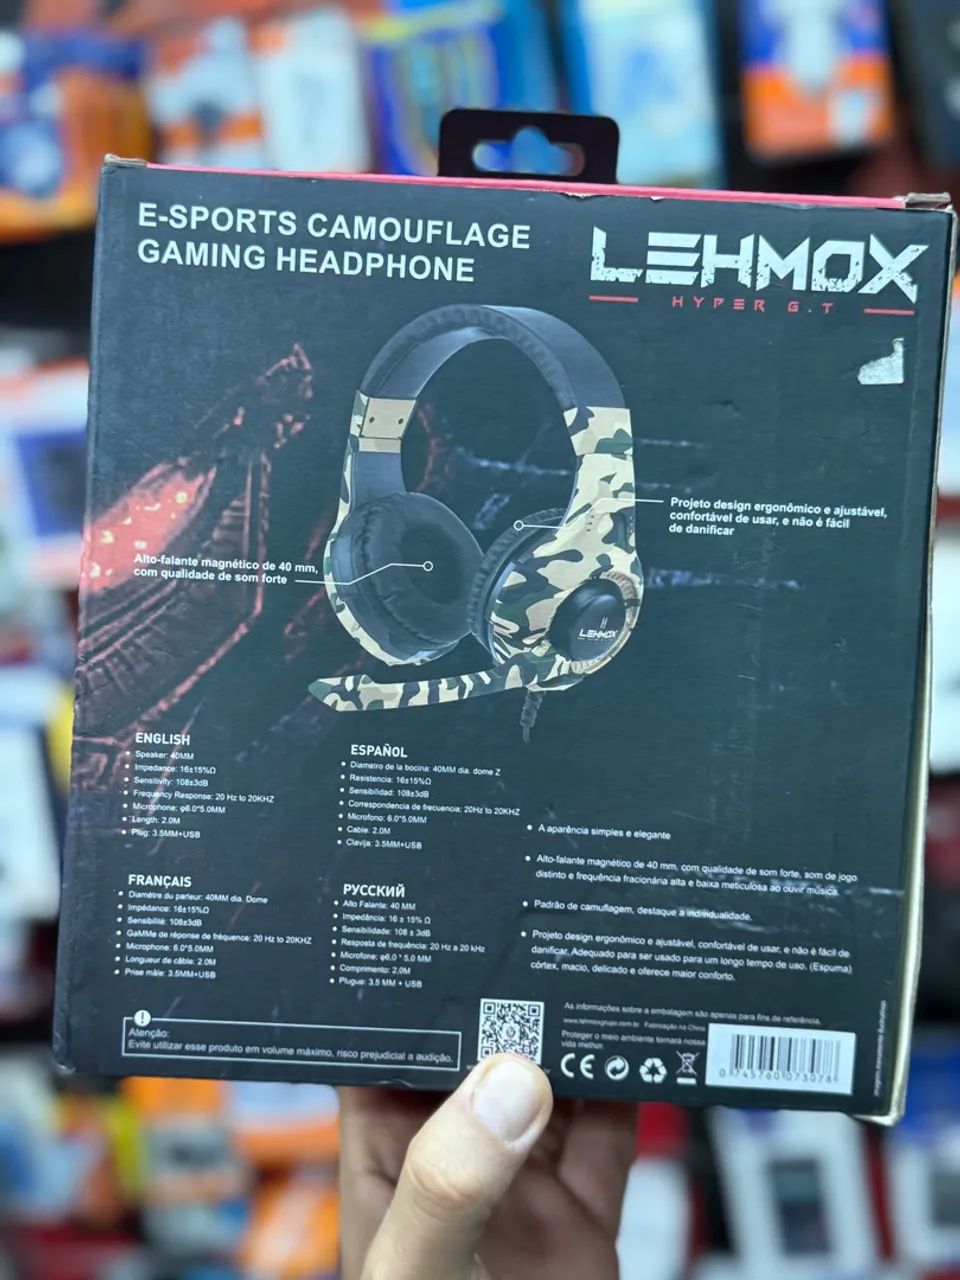 E-SPORTS CAMOUFLAGE
GAMING HEADPHONE
LEHMOX
HYPER G.T
Projeto design ergonômico e ajustável,
confortável de usar, e não é fácil
de danificar
Alto-falante magnético de 40 mm,
com qualidade de som forte
LEHMOX
ENGLISH
• Speaker: 40MM
• Impedance: 16±15%Ω
• Sensitivity: 108±3dB
• Frequency Response: 20 Hz to 20KHZ
• Microphone: φ6.0*5.0MM
• Length: 2.0M
• Plug: 3.5MM+USB
ESPAÑOL
• Diametro de la bocina: 40MM dia. dome Z
• Resistencia: 16±15%Ω
• Sensibilidad: 108±3dB
• Correspondencia de frecuencia: 20Hz to 20KHZ
• Microfono: 6.0*5.0MM
• Cable: 2.0M
• Clavija: 3.5MM+USB
FRANÇAIS
• Diamètre du parleur: 40MM dia. Dome
• Impédance: 16±15%Ω
• Sensibilité: 108±3dB
• GaMMe de réponse de fréquence: 20 Hz to 20KHZ
• Microphone: 6.0*5.0MM
• Longueur de câble: 2.0M
• Prise mâle: 3.5MM+USB
РУССКИЙ
• Alto Falante: 40 MM
• Impedância: 16 ± 15% Ω
• Sensibilidade: 108 ± 3dB
• Resposta de frequência: 20 Hz a 20 kHz
• Microfone: φ6.0 * 5.0 MM
• Comprimento: 2.0M
• Plugue: 3.5 MM + USB
• A aparência simples e elegante
• Alto-falante magnético de 40 mm, com qualidade de som forte, som de jogo
distinto e frequência fracionária alta e baixa meticulosa ao ouvir música.
• Padrão de camuflagem, destaque a individualidade.
• Projeto design ergonômico e ajustável, confortável de usar, e não é fácil de
danificar. Adequado para ser usado para um longo tempo de uso. (Espuma)
córtex, macio, delicado e oferece maior conforto.
Atenção:
Evite utilizar esse produto em volume máximo, risco prejudicial a audição.
As informações sobre a embalagem são apenas para fins de referência.
www.lehmoxgrupo.com.br Fabricação na China
Proteger o meio ambiente tornará nossa
vida melhor.
CE
0 745760 073078